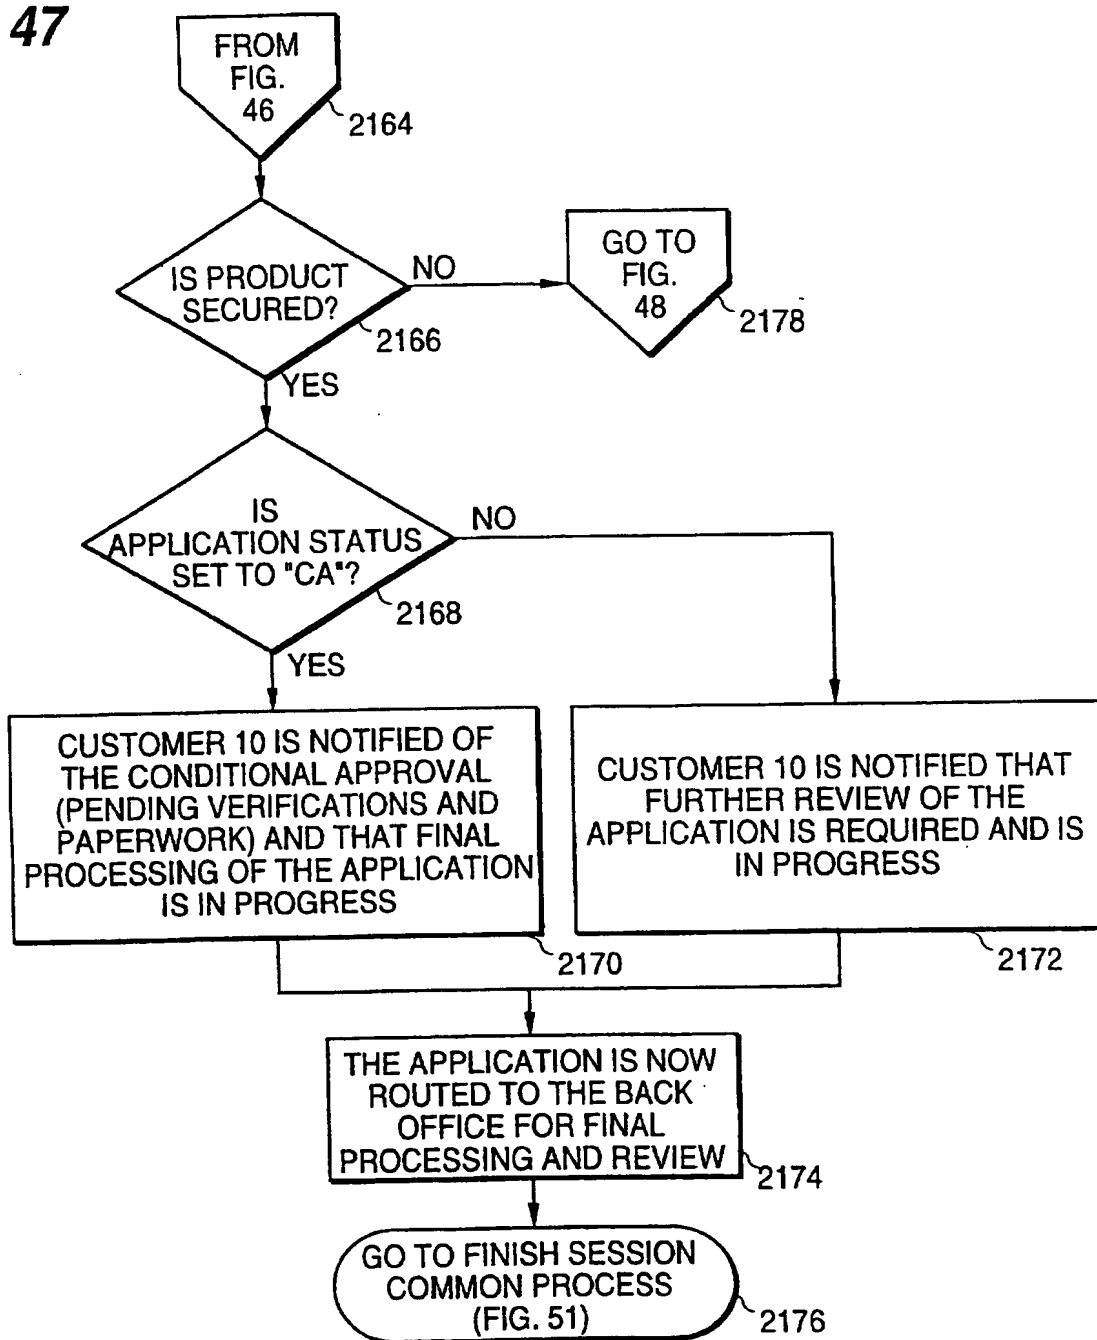 47
FROM
FIG.
46
2164
IS PRODUCT
SECURED?
2166
NO
GO TO
FIG.
48
2178
YES
IS
APPLICATION STATUS
SET TO "CA"?
2168
NO
YES
CUSTOMER 10 IS NOTIFIED OF
THE CONDITIONAL APPROVAL
(PENDING VERIFICATIONS AND
PAPERWORK) AND THAT FINAL
PROCESSING OF THE APPLICATION
IS IN PROGRESS
2170
CUSTOMER 10 IS NOTIFIED THAT
FURTHER REVIEW OF THE
APPLICATION IS REQUIRED AND IS
IN PROGRESS
2172
THE APPLICATION IS NOW
ROUTED TO THE BACK
OFFICE FOR FINAL
PROCESSING AND REVIEW
2174
GO TO FINISH SESSION
COMMON PROCESS
(FIG. 51)
2176